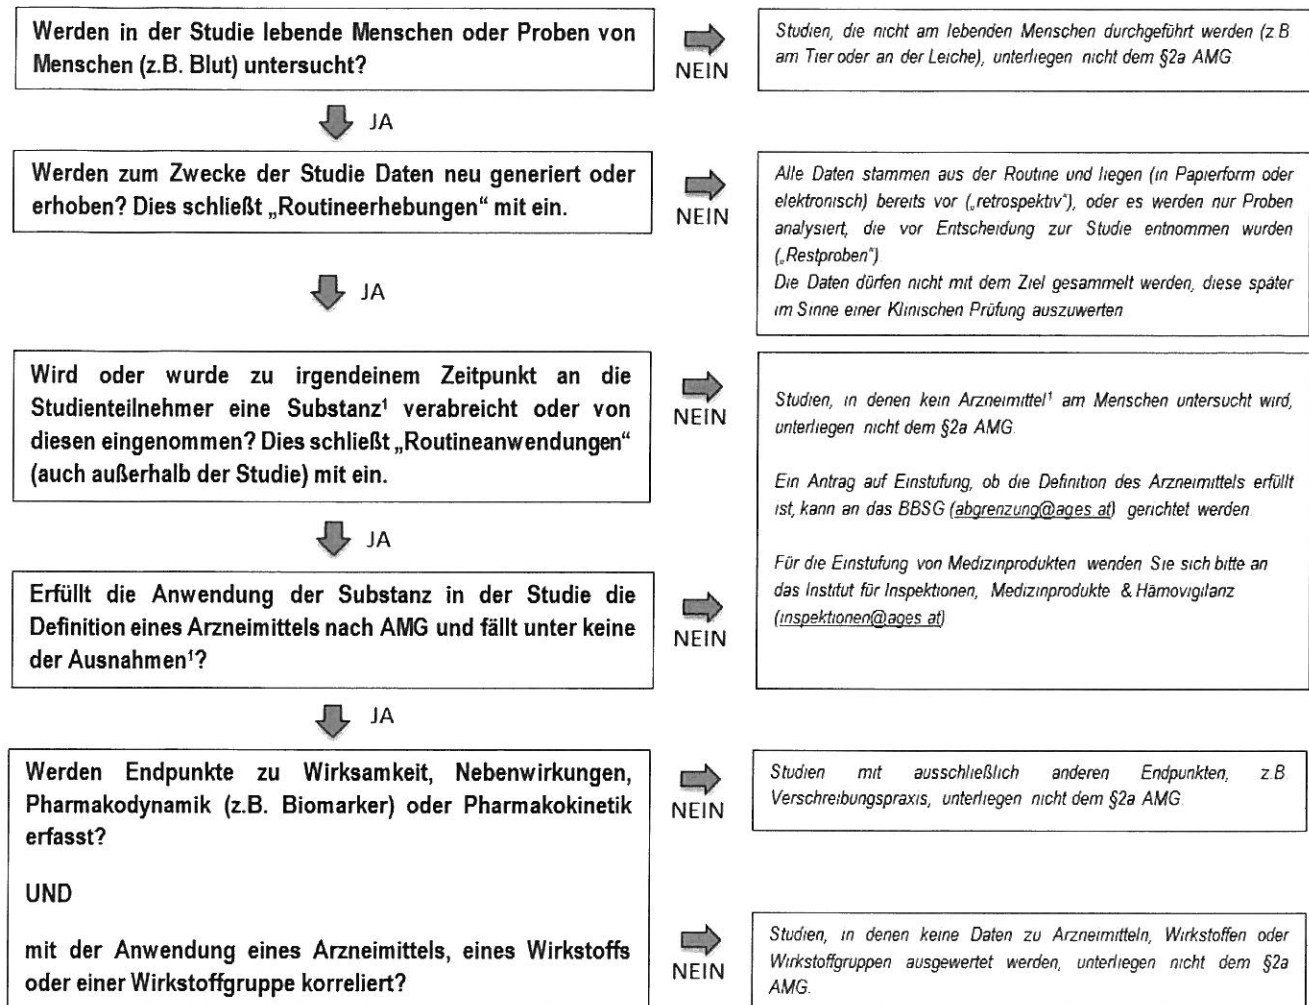 Werden in der Studie lebende Menschen oder Proben von
Menschen (z.B. Blut) untersucht?
NEIN
Studien, die nicht am lebenden Menschen durchgeführt werden (z.B
am Tier oder an der Leiche), unterliegen nicht dem §2a AMG.
JA
Werden zum Zwecke der Studie Daten neu generiert oder
erhoben? Dies schließt „Routineerhebungen“ mit ein.
NEIN
Alle Daten stammen aus der Routine und liegen (in Papierform oder
elektronisch) bereits vor („retrospektiv“), oder es werden nur Proben
analysiert, die vor Entscheidung zur Studie entnommen wurden
(„Restproben“)
Die Daten dürfen nicht mit dem Ziel gesammelt werden, diese später
im Sinne einer Klinischen Prüfung auszuwerten
JA
Wird oder wurde zu irgendeinem Zeitpunkt an die
Studienteilnehmer eine Substanz¹ verabreicht oder von
diesen eingenommen? Dies schließt „Routineanwendungen“
(auch außerhalb der Studie) mit ein.
NEIN
Studien, in denen kein Arzneimittel¹ am Menschen untersucht wird,
unterliegen nicht dem §2a AMG.
Ein Antrag auf Einstufung, ob die Definition des Arzneimittels erfüllt
ist, kann an das BBSG (abgrenzung@ages at) gerichtet werden
Für die Einstufung von Medizinprodukten wenden Sie sich bitte an
das Institut für Inspektionen, Medizinprodukte & Hämovigilanz
(inspektionen@ages at)
JA
Erfüllt die Anwendung der Substanz in der Studie die
Definition eines Arzneimittels nach AMG und fällt unter keine
der Ausnahmen¹?
NEIN
JA
Werden Endpunkte zu Wirksamkeit, Nebenwirkungen,
Pharmakodynamik (z.B. Biomarker) oder Pharmakokinetik
erfasst?
NEIN
Studien mit ausschließlich anderen Endpunkten, z.B
Verschreibungspraxis, unterliegen nicht dem §2a AMG.
UND
mit der Anwendung eines Arzneimittels, eines Wirkstoffs
oder einer Wirkstoffgruppe korreliert?
NEIN
Studien, in denen keine Daten zu Arzneimitteln, Wirkstoffen oder
Wirkstoffgruppen ausgewertet werden, unterliegen nicht dem §2a
AMG.